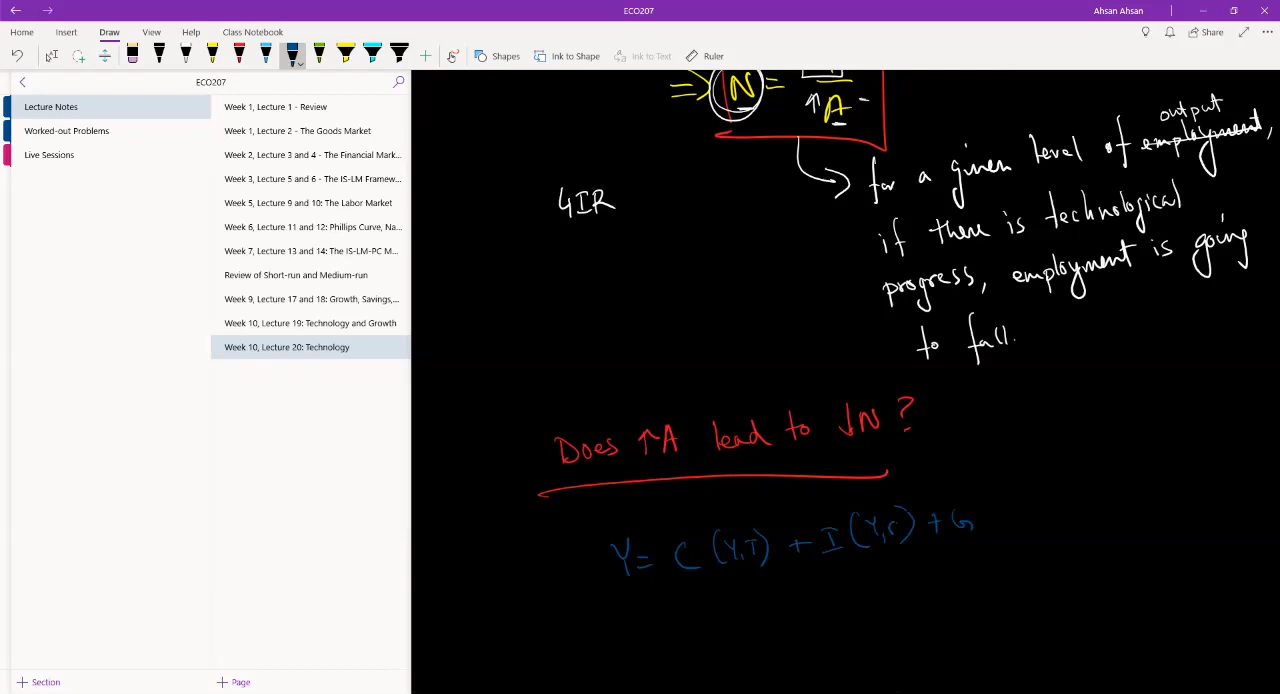 ECO207
Ahsan Ahsan
Home Insert Draw View Help Class Notebook
Share
Shapes Ink to Shape Ink to Text Ruler
ECO207
Lecture Notes
Worked-out Problems
Live Sessions
Week 1, Lecture 1 - Review
Week 1, Lecture 2 - The Goods Market
Week 2, Lecture 3 and 4 - The Financial Mark...
Week 3, Lecture 5 and 6 - The IS-LM Framew...
Week 5, Lecture 9 and 10: The Labor Market
Week 6, Lecture 11 and 12: Phillips Curve, Na...
Week 7, Lecture 13 and 14: The IS-LM-PC M...
Review of Short-run and Medium-run
Week 9, Lecture 17 and 18: Growth, Savings,...
Week 10, Lecture 19: Technology and Growth
Week 10, Lecture 20: Technology
Section
Page
⇒ N =
↑ A
4IR
output
for a given level of employment,
if there is technological
progress, employment is going
to fall.
Does ↑A lead to ↓N?
Y = C (Y,T) + I (Y,r) + G